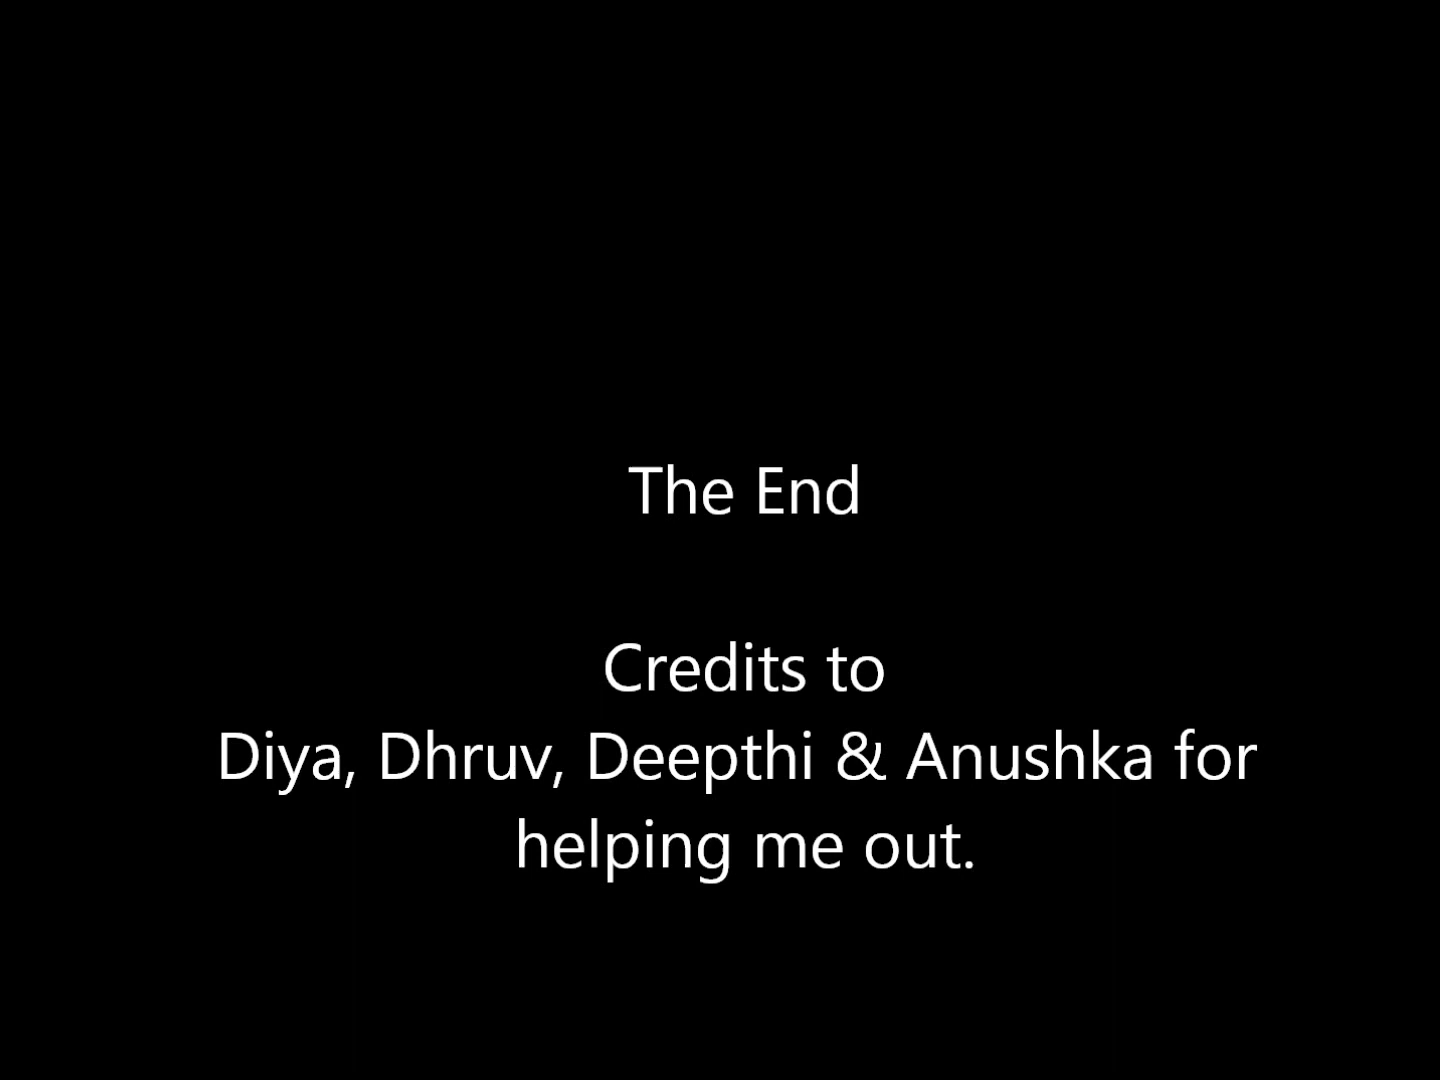 The End
Credits to
Diya, Dhruv, Deepthi & Anushka for
helping me out.